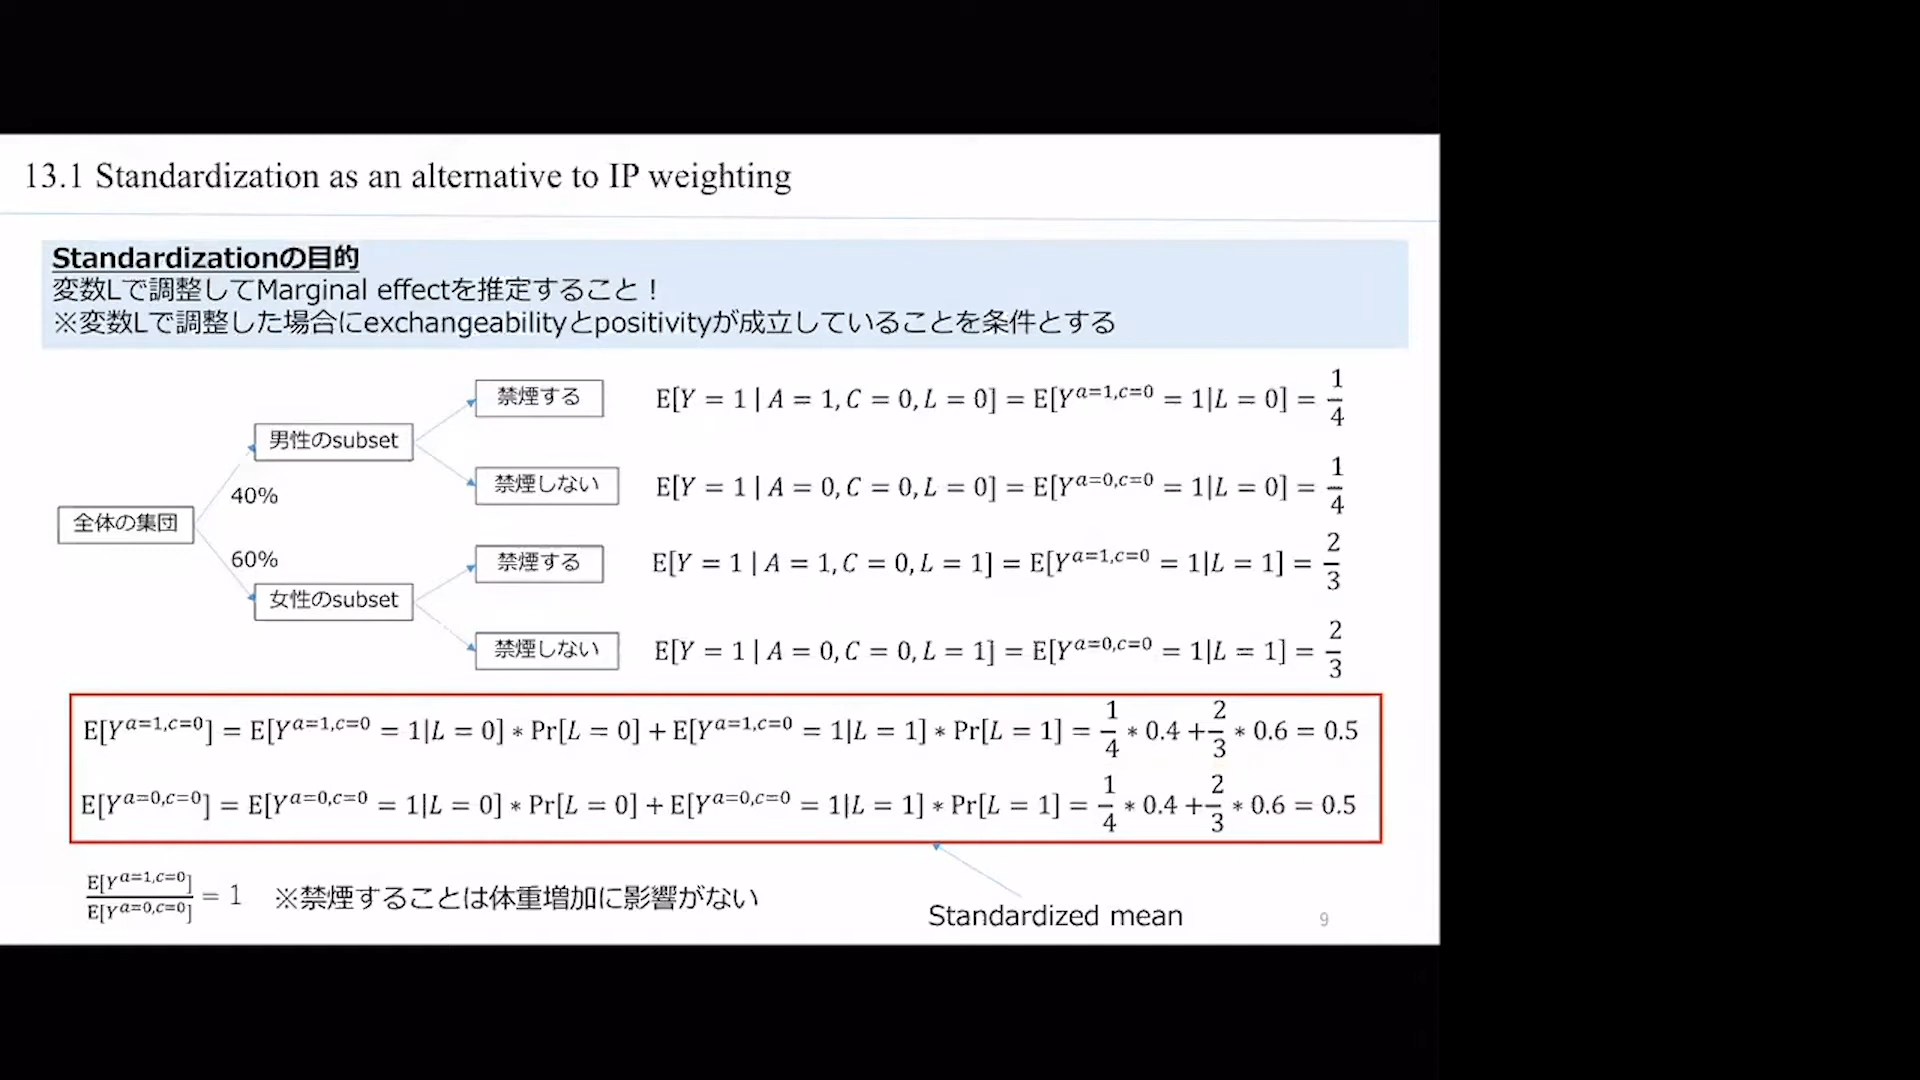 13.1 Standardization as an alternative to IP weighting
Standardizationの目的
変数Lで調整してMarginal effectを推定すること！
※変数Lで調整した場合にexchangeabilityとpositivityが成立していることを条件とする
全体の集団
40%
60%
男性のsubset
女性のsubset
禁煙する
E[Y = 1 | A = 1, C = 0, L = 0] = E[Y^{a=1,c=0} = 1|L = 0] = 1/4
禁煙しない
E[Y = 1 | A = 0, C = 0, L = 0] = E[Y^{a=0,c=0} = 1|L = 0] = 1/4
禁煙する
E[Y = 1 | A = 1, C = 0, L = 1] = E[Y^{a=1,c=0} = 1|L = 1] = 2/3
禁煙しない
E[Y = 1 | A = 0, C = 0, L = 1] = E[Y^{a=0,c=0} = 1|L = 1] = 2/3
E[Y^{a=1,c=0}] = E[Y^{a=1,c=0} = 1|L = 0] * Pr[L = 0] + E[Y^{a=1,c=0} = 1|L = 1] * Pr[L = 1] = 1/4 * 0.4 + 2/3 * 0.6 = 0.5
E[Y^{a=0,c=0}] = E[Y^{a=0,c=0} = 1|L = 0] * Pr[L = 0] + E[Y^{a=0,c=0} = 1|L = 1] * Pr[L = 1] = 1/4 * 0.4 + 2/3 * 0.6 = 0.5
E[Y^{a=1,c=0}]/E[Y^{a=0,c=0}] = 1 ※禁煙することは体重増加に影響がない
Standardized mean
9